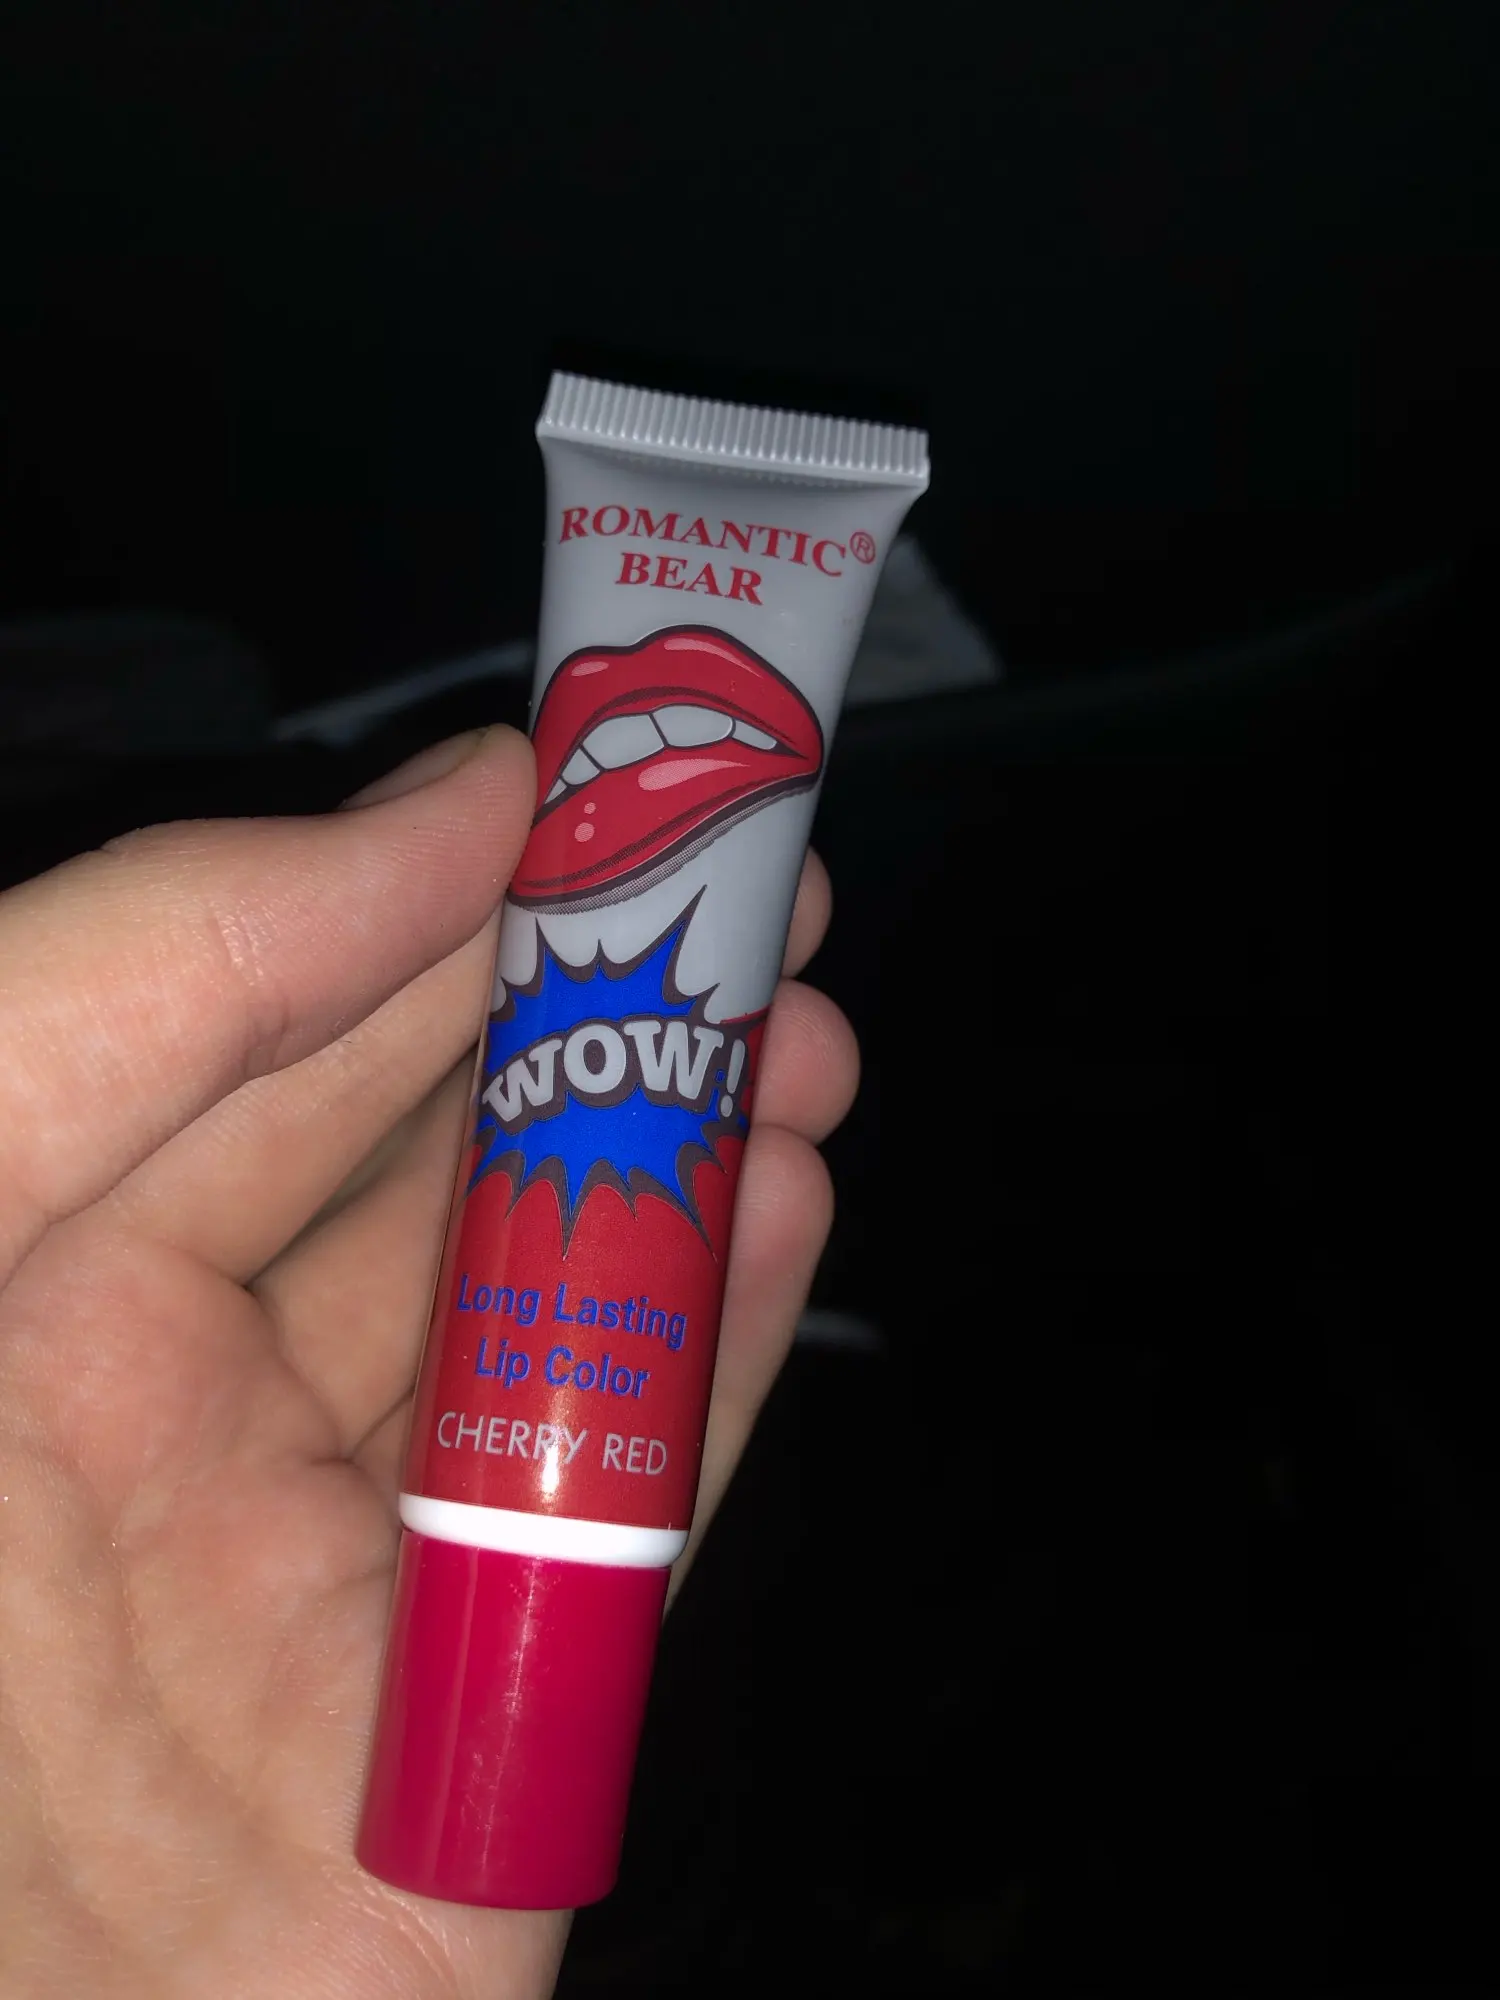 ROMANTIC®
BEAR
WOW!
Long Lasting
Lip Color
CHERRY RED